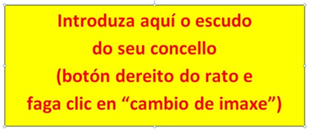 Introduza aquí o escudo
do seu concello
(botón dereito do rato e
faga clic en “cambio de imaxe”)